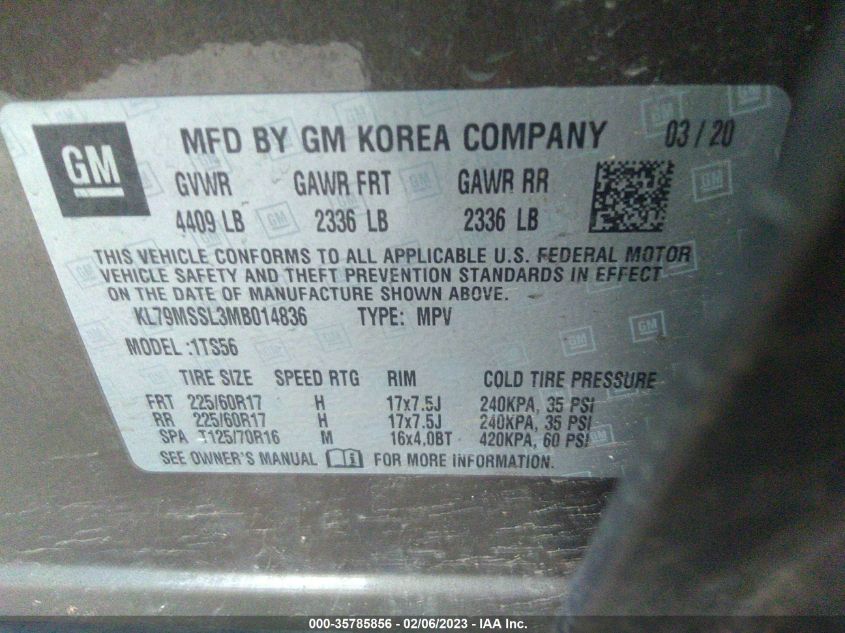 GM
MFD BY GM KOREA COMPANY 03/20
GVWR GAWR FRT GAWR RR
4409 LB 2336 LB 2336 LB
THIS VEHICLE CONFORMS TO ALL APPLICABLE U.S. FEDERAL MOTOR
VEHICLE SAFETY AND THEFT PREVENTION STANDARDS IN EFFECT
ON THE DATE OF MANUFACTURE SHOWN ABOVE.
KL79MSSL3MB014836 TYPE: MPV
MODEL :1TS56
TIRE SIZE SPEED RTG RIM COLD TIRE PRESSURE
FRT 225/60R17 H 17x7.5J 240KPA, 35 PSI
RR 225/60R17 H 17x7.5J 240KPA, 35 PSI
SPA T125/70R16 M 16x4.0BT 420KPA, 60 PSI
SEE OWNER'S MANUAL FOR MORE INFORMATION.
000-35785856 - 02/06/2023 - IAA Inc.